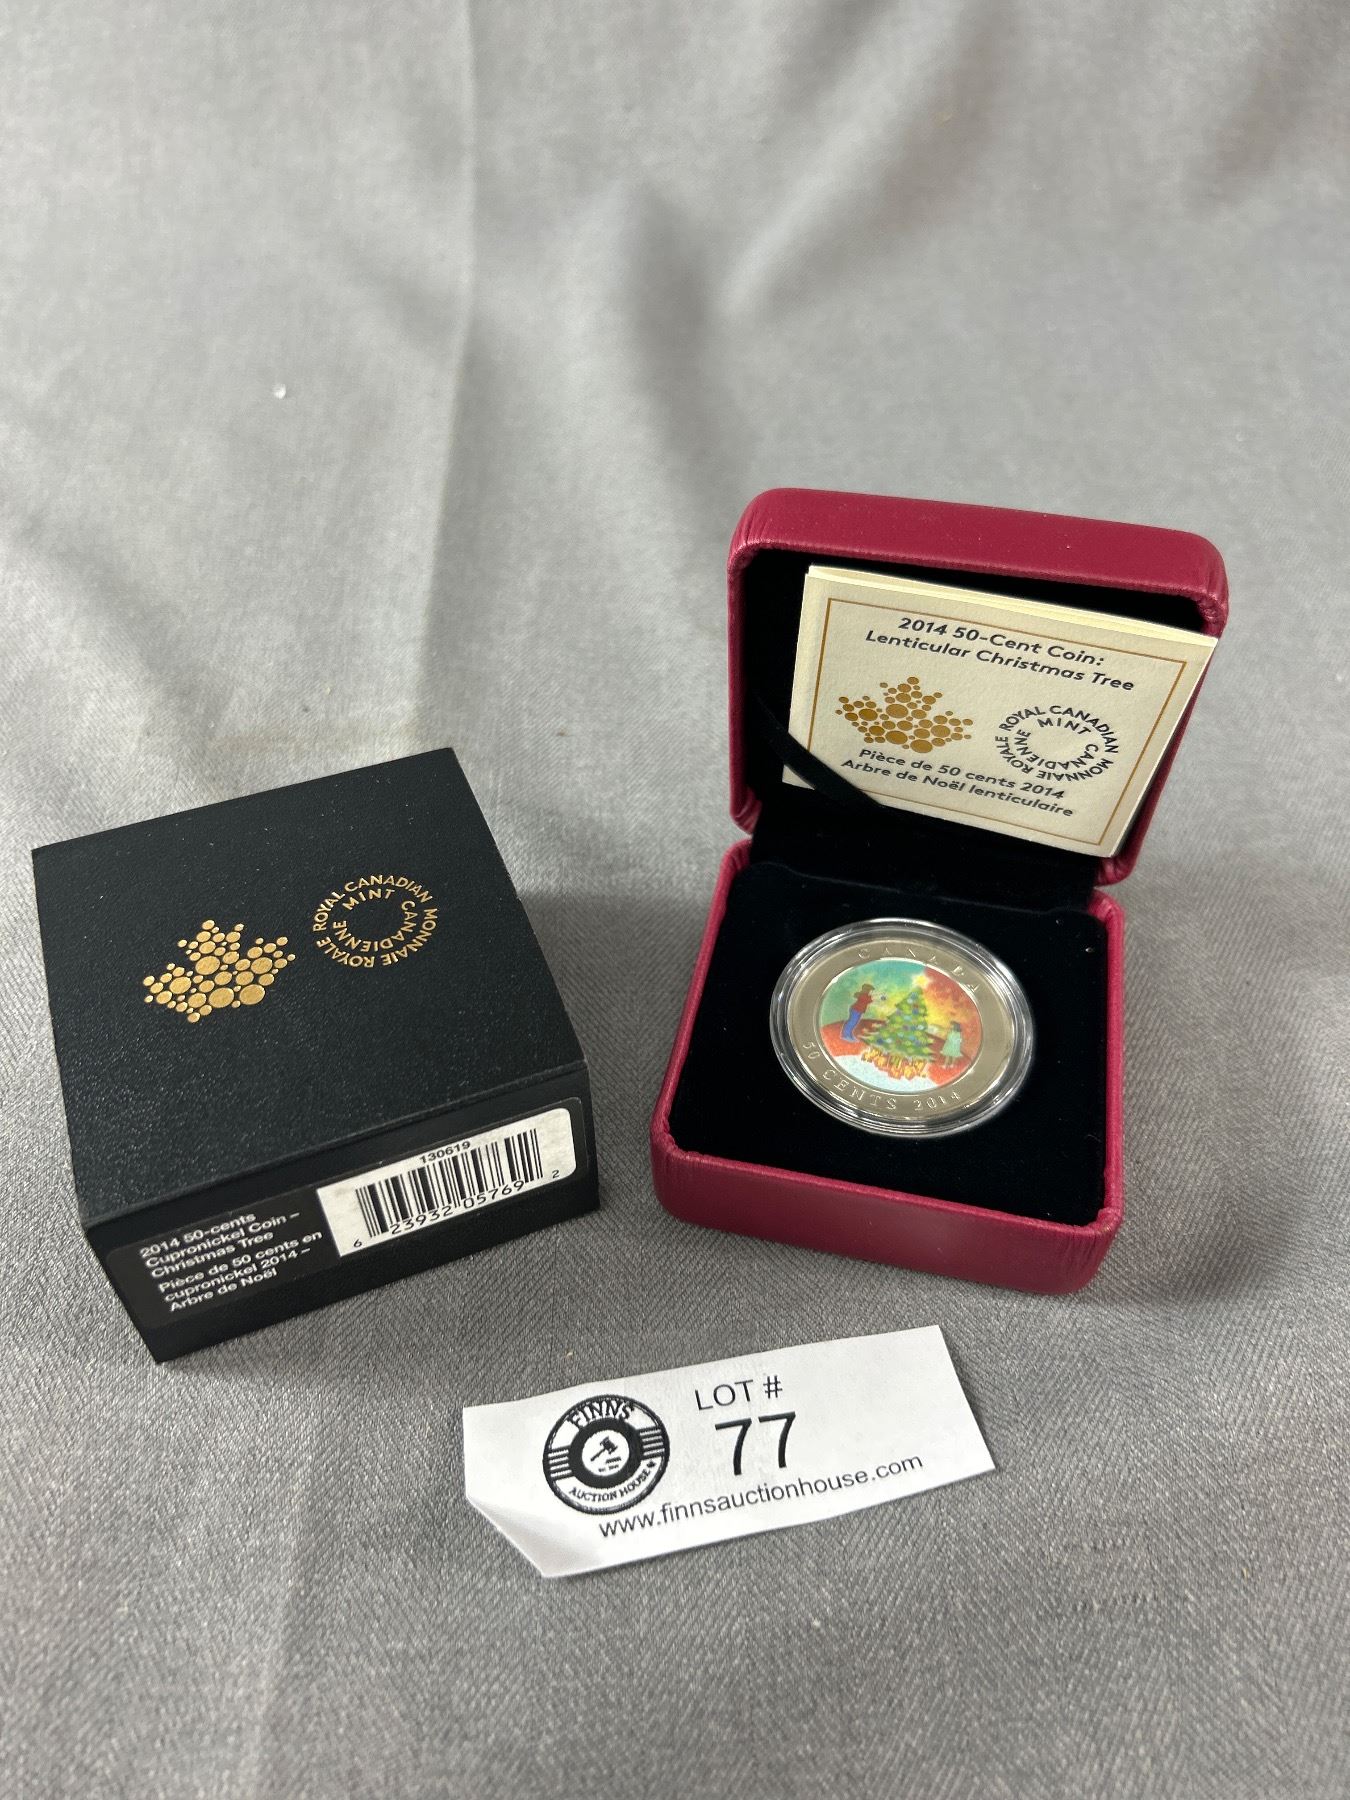 ROYAL CANADIAN MINT
MONNAIE ROYALE CANADIENNE
130619
6 23932 05769 2
2014 50-cents
Cupronickel Coin –
Christmas Tree
Pièce de 50 cents en
cupronickel 2014 –
Arbre de Noël
2014 50-Cent Coin:
Lenticular Christmas Tree
ROYAL CANADIAN MINT
MONNAIE ROYALE CANADIENNE
Pièce de 50 cents 2014
Arbre de Noël lenticulaire
CANADA
50 CENTS 2014
FINNS
AUCTION HOUSE
LOT #
77
www.finnsauctionhouse.com